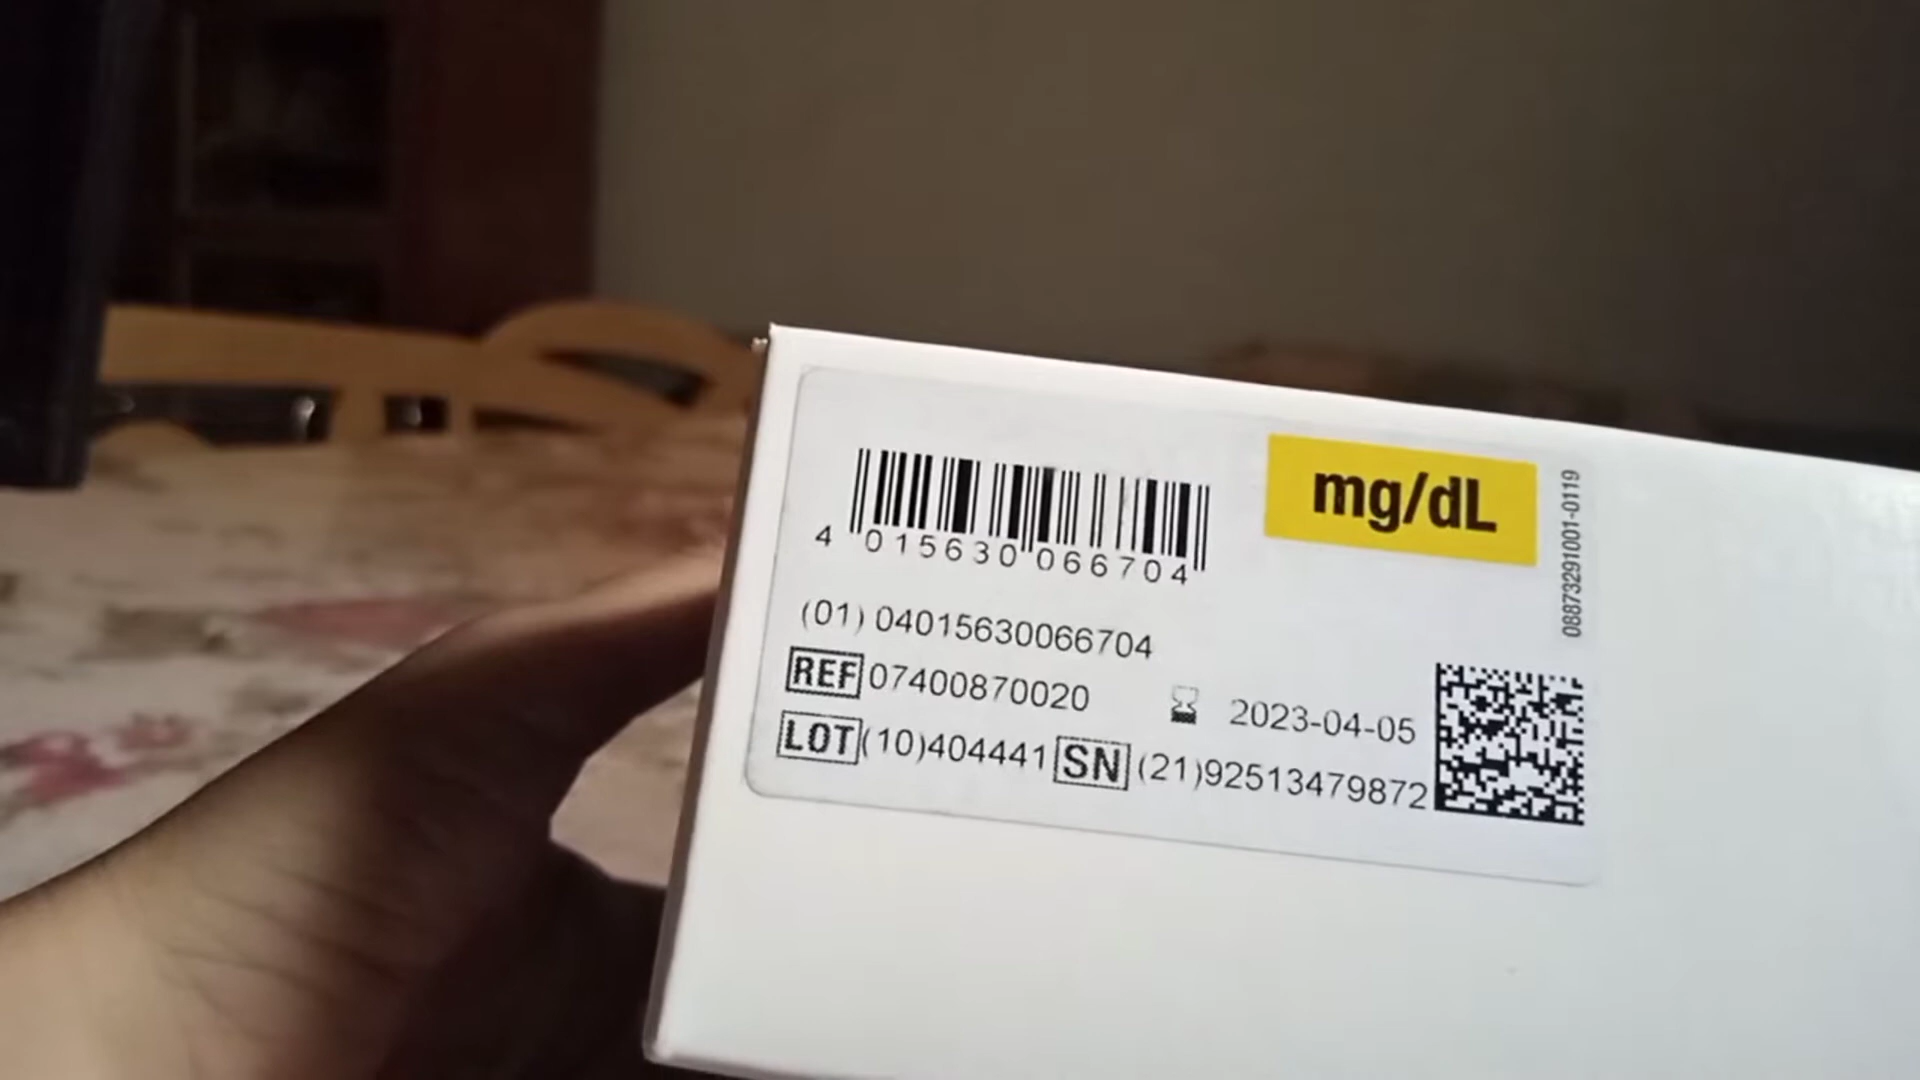 mg/dL
08873291001-0119
4 015630 066704
(01) 04015630066704
REF 07400870020
2023-04-05
LOT (10)404441 SN (21)92513479872